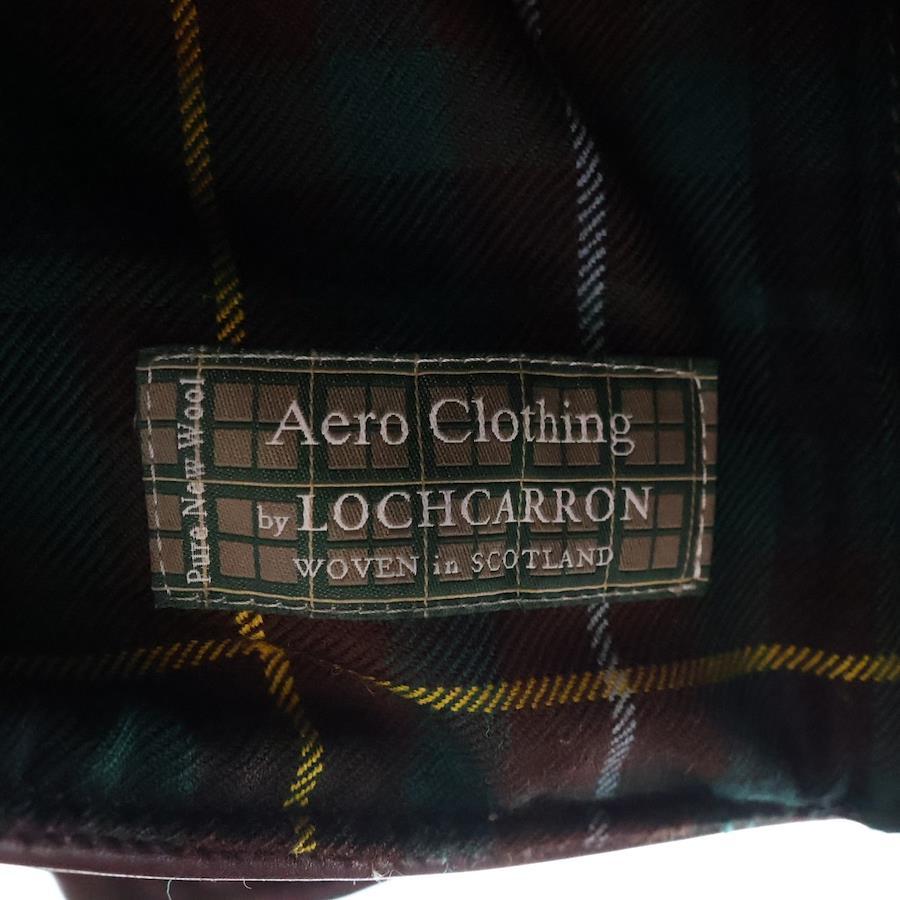 Pure New Wool
Aero Clothing
by LOCHCARRON
WOVEN in SCOTLAND